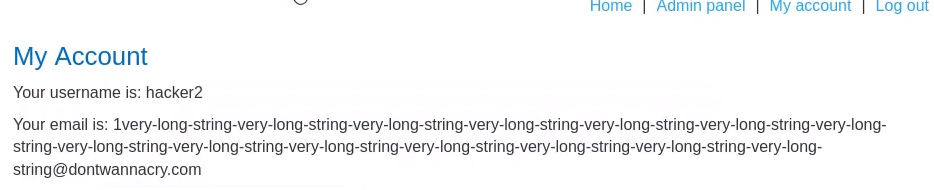 Home | Admin panel | My account | Log out
My Account
Your username is: hacker2
Your email is: 1very-long-string-very-long-string-very-long-string-very-long-string-very-long-string-very-long-string-very-long-
string-very-long-string-very-long-string-very-long-string-very-long-string-very-long-string-very-long-string-very-long-
string@dontwannacry.com